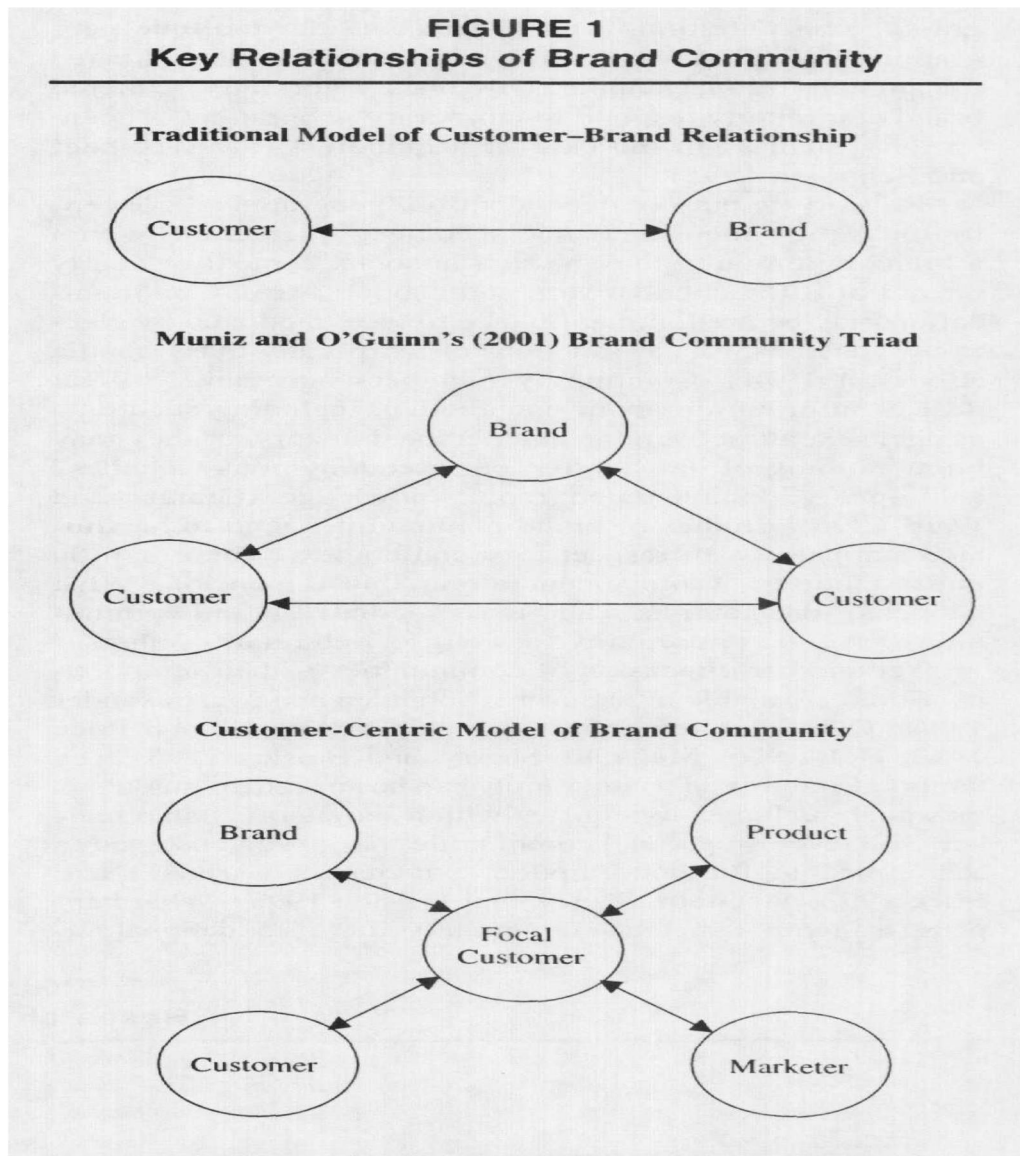 FIGURE 1
Key Relationships of Brand Community
Traditional Model of Customer–Brand Relationship
Customer
Brand
Muniz and O'Guinn's (2001) Brand Community Triad
Brand
Customer
Customer
Customer-Centric Model of Brand Community
Brand
Product
Focal
Customer
Customer
Marketer